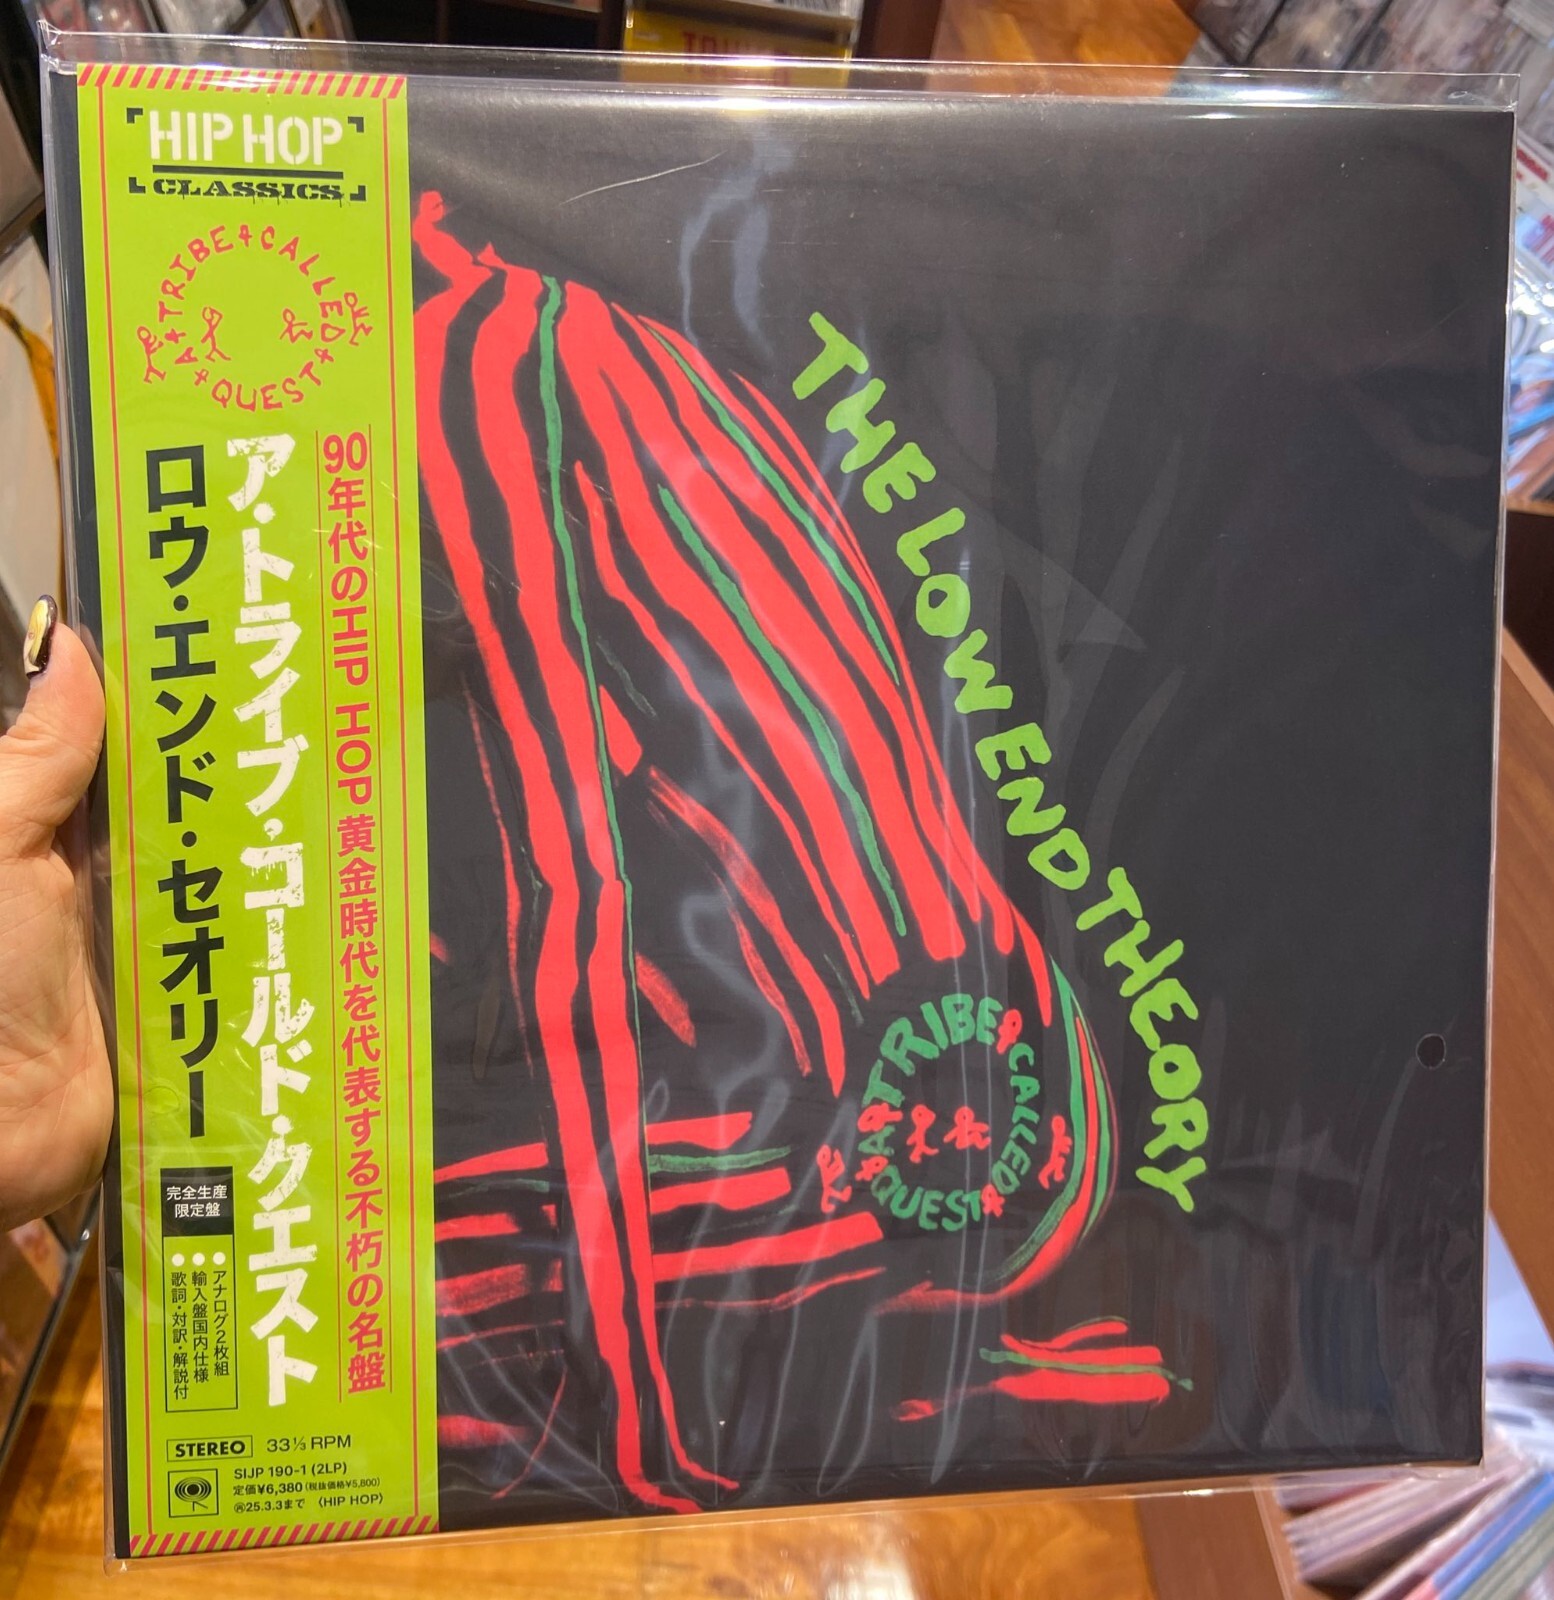 HIP HOP
CLASSICS
A TRIBE CALLED QUEST
90年代のHIP HOP 黄金時代を代表する不朽の名盤
ア・トライブ・コールド・クエスト
ロウ・エンド・セオリー
完全生産
限定盤
●アナログ2枚組
●輸入盤国内仕様
●歌詞・対訳・解説付
STEREO 33⅓ RPM
SIJP 190-1 (2LP)
定価¥6,380(税抜価格¥5,800)
Ⓗ25.3.3まで 〈HIP HOP〉
THE LOW END THEORY
A TRIBE CALLED QUEST